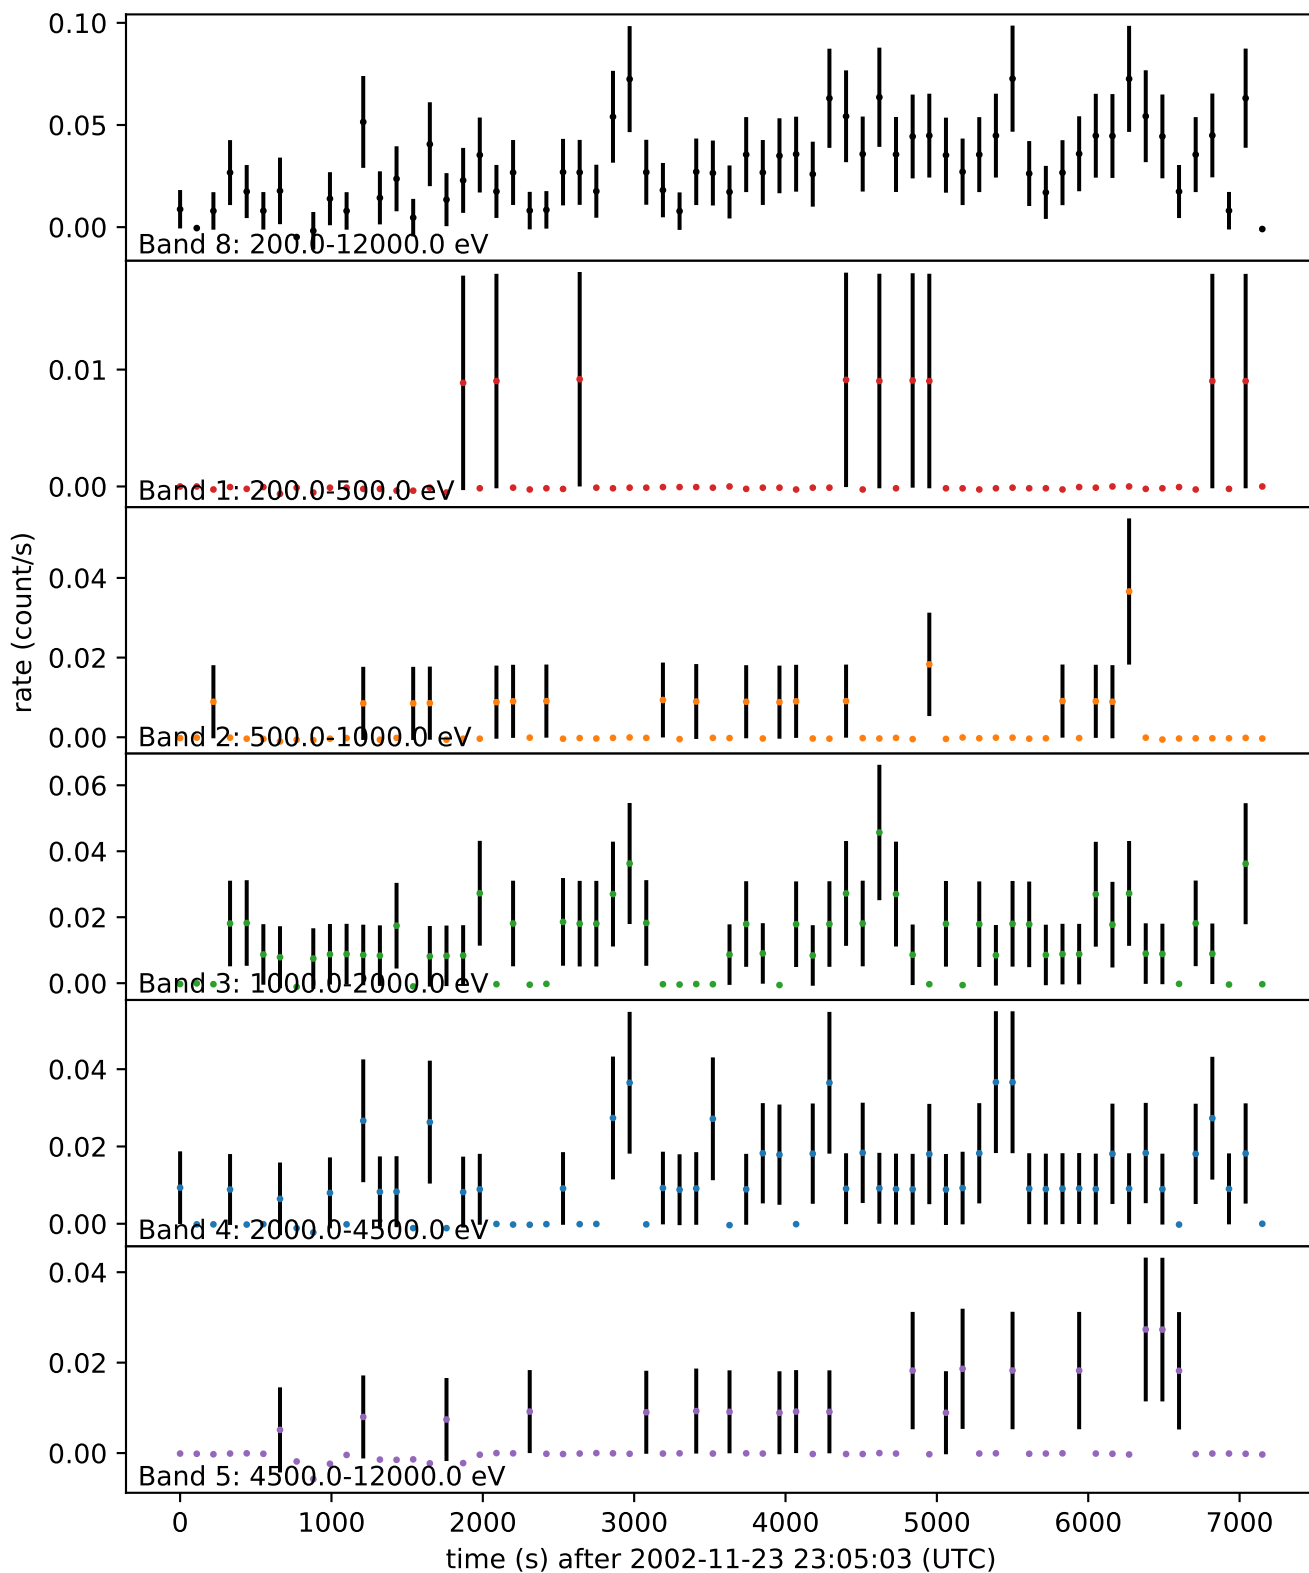 0.10
0.05
0.00
Band 8: 200.0-12000.0 eV
0.01
0.00
Band 1: 200.0-500.0 eV
rate (count/s)
0.04
0.02
0.00
Band 2: 500.0-1000.0 eV
0.06
0.04
0.02
0.00
Band 3: 1000.0-2000.0 eV
0.04
0.02
0.00
Band 4: 2000.0-4500.0 eV
0.04
0.02
0.00
Band 5: 4500.0-12000.0 eV
0 1000 2000 3000 4000 5000 6000 7000
time (s) after 2002-11-23 23:05:03 (UTC)